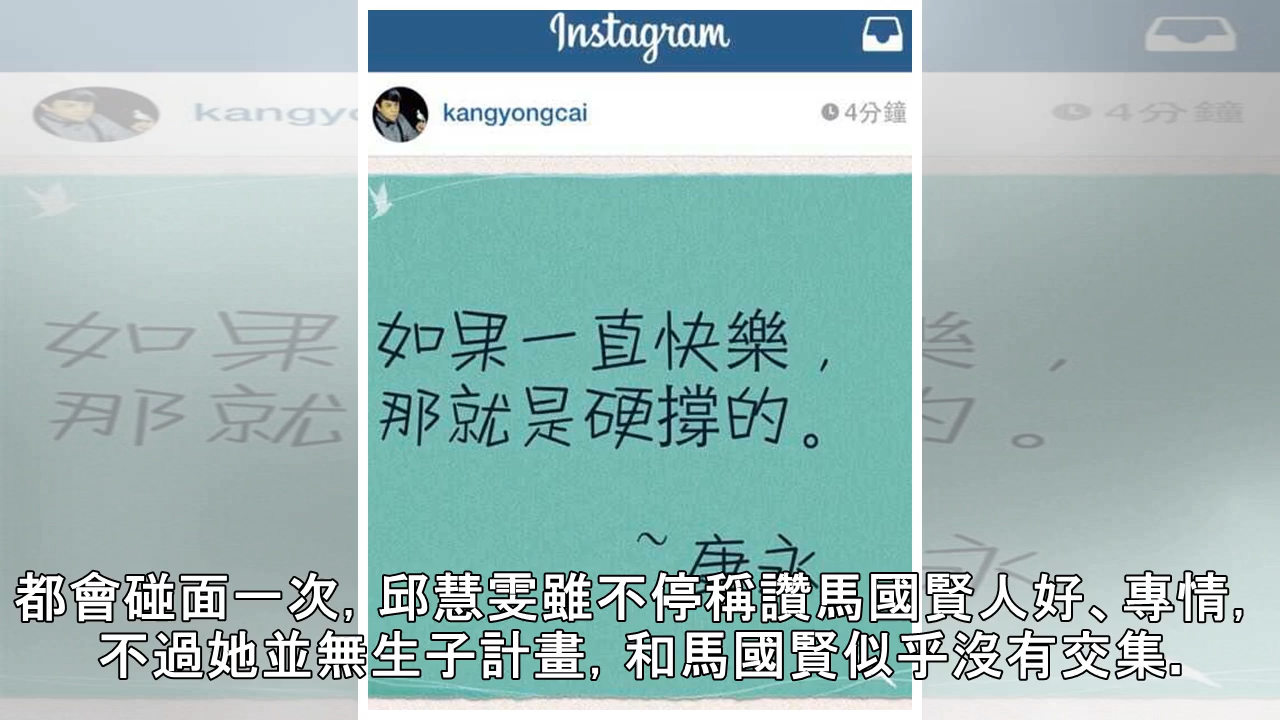 Instagram
kangyongcai
4分鐘
如果一直快樂，
那就是硬撐的。
~康永
都會碰面一次, 邱慧雯雖不停稱讚馬國賢人好、專情,
不過她並無生子計畫, 和馬國賢似乎沒有交集.